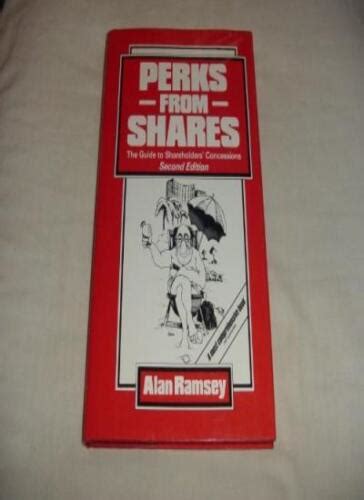 PERKS
FROM
SHARES
The Guide to Shareholders' Concessions
Second Edition
Alan Ramsey